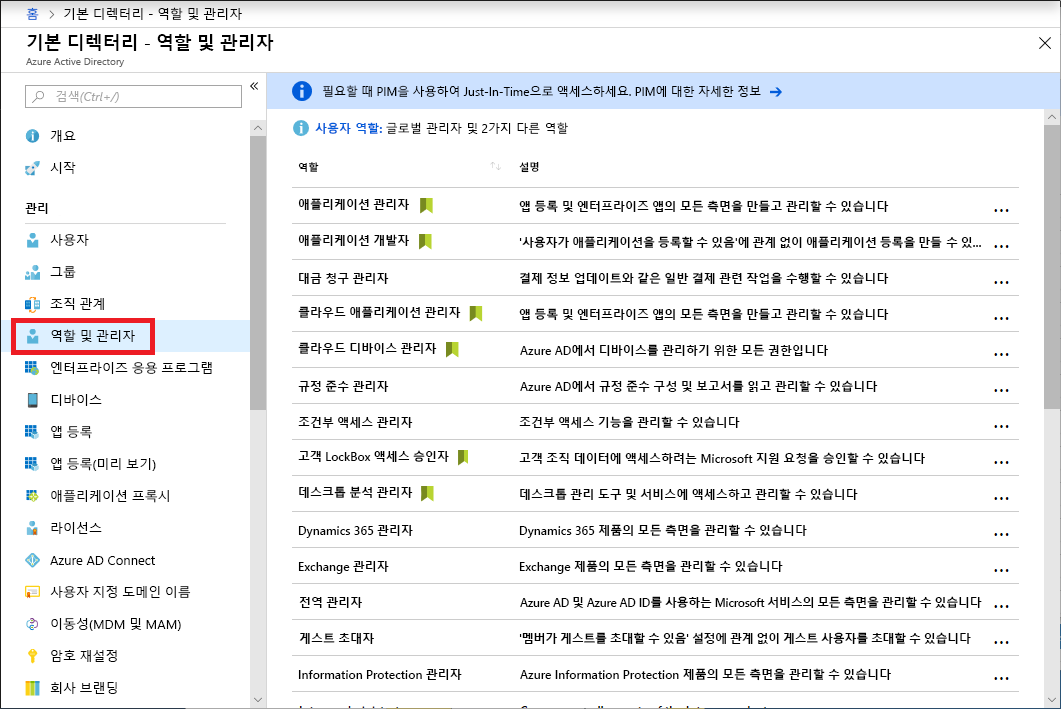 홈 > 기본 디렉터리 - 역할 및 관리자
기본 디렉터리 - 역할 및 관리자
Azure Active Directory
검색(Ctrl+/)
개요
시작
관리
사용자
그룹
조직 관계
역할 및 관리자
엔터프라이즈 응용 프로그램
디바이스
앱 등록
앱 등록(미리 보기)
애플리케이션 프록시
라이선스
Azure AD Connect
사용자 지정 도메인 이름
이동성(MDM 및 MAM)
암호 재설정
회사 브랜딩
필요할 때 PIM을 사용하여 Just-In-Time으로 액세스하세요. PIM에 대한 자세한 정보 →
사용자 역할: 글로벌 관리자 및 2가지 다른 역할
역할 설명
애플리케이션 관리자 앱 등록 및 엔터프라이즈 앱의 모든 측면을 만들고 관리할 수 있습니다 ...
애플리케이션 개발자 '사용자가 애플리케이션을 등록할 수 있음'에 관계 없이 애플리케이션 등록을 만들 수 있... ...
대금 청구 관리자 결제 정보 업데이트와 같은 일반 결제 관련 작업을 수행할 수 있습니다 ...
클라우드 애플리케이션 관리자 앱 등록 및 엔터프라이즈 앱의 모든 측면을 만들고 관리할 수 있습니다 ...
클라우드 디바이스 관리자 Azure AD에서 디바이스를 관리하기 위한 모든 권한입니다 ...
규정 준수 관리자 Azure AD에서 규정 준수 구성 및 보고서를 읽고 관리할 수 있습니다 ...
조건부 액세스 관리자 조건부 액세스 기능을 관리할 수 있습니다 ...
고객 LockBox 액세스 승인자 고객 조직 데이터에 액세스하려는 Microsoft 지원 요청을 승인할 수 있습니다 ...
데스크톱 분석 관리자 데스크톱 관리 도구 및 서비스에 액세스하고 관리할 수 있습니다 ...
Dynamics 365 관리자 Dynamics 365 제품의 모든 측면을 관리할 수 있습니다 ...
Exchange 관리자 Exchange 제품의 모든 측면을 관리할 수 있습니다 ...
전역 관리자 Azure AD 및 Azure AD ID를 사용하는 Microsoft 서비스의 모든 측면을 관리할 수 있습니다 ...
게스트 초대자 '멤버가 게스트를 초대할 수 있음' 설정에 관계 없이 게스트 사용자를 초대할 수 있습니다 ...
Information Protection 관리자 Azure Information Protection 제품의 모든 측면을 관리할 수 있습니다 ...